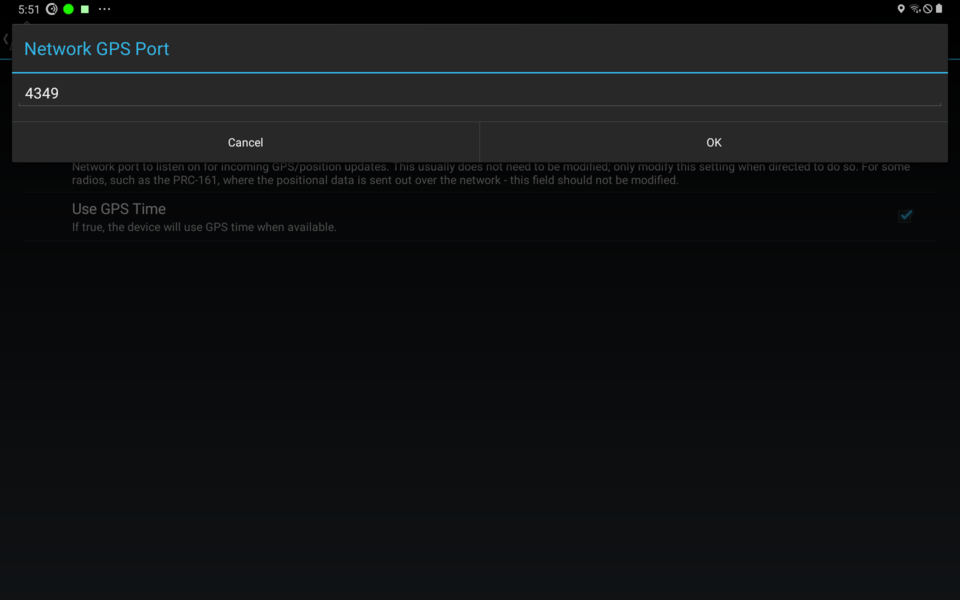 5:51
Network GPS Port
4349
Cancel
OK
Network port to listen on for incoming GPS/position updates. This usually does not need to be modified; only modify this setting when directed to do so. For some
radios, such as the PRC-161, where the positional data is sent out over the network - this field should not be modified.
Use GPS Time
If true, the device will use GPS time when available.